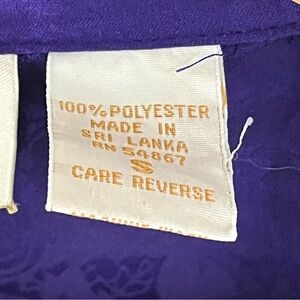 100% POLYESTER
MADE IN
SRI LANKA
RN 54867
S
CARE REVERSE